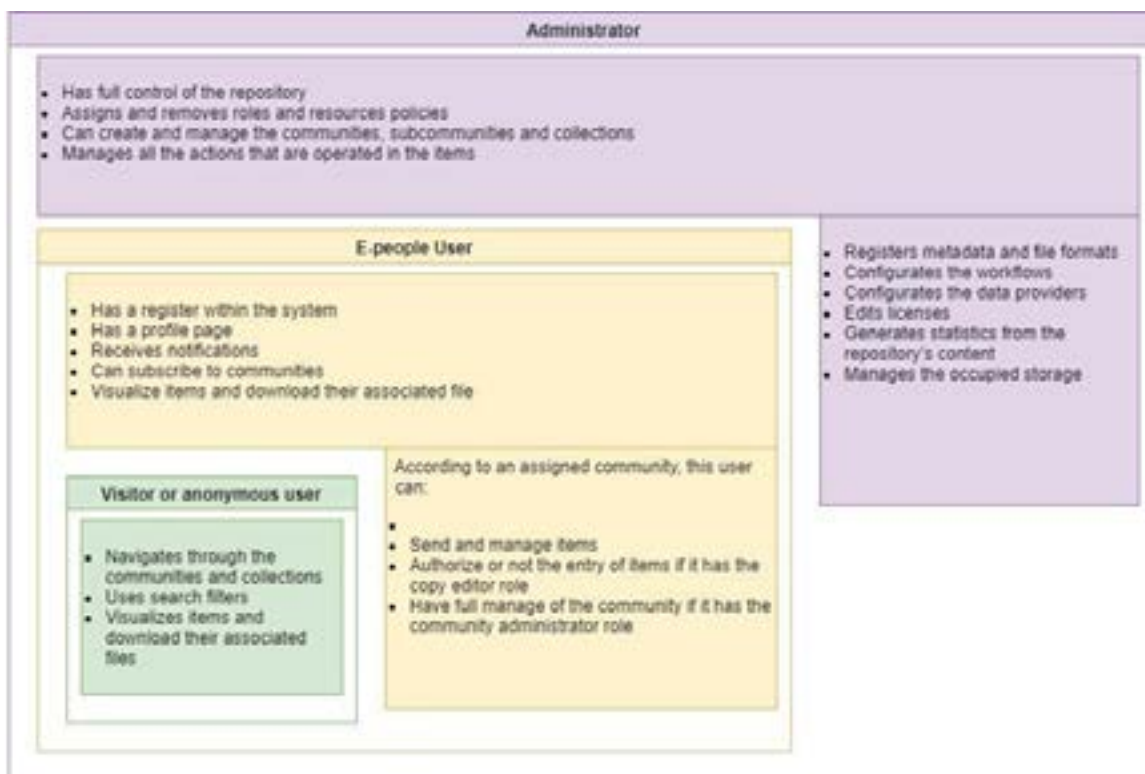 Administrator
• Has full control of the repository
• Assigns and removes roles and resources policies
• Can create and manage the communities, subcommunities and collections
• Manages all the actions that are operated in the items
E-people User
• Has a register within the system
• Has a profile page
• Receives notifications
• Can subscribe to communities
• Visualize items and download their associated file
• Registers metadata and file formats
• Configurates the workflows
• Configurates the data providers
• Edits licenses
• Generates statistics from the
repository's content
• Manages the occupied storage
Visitor or anonymous user
• Navigates through the
communities and collections
• Uses search filters
• Visualizes items and
download their associated
files
According to an assigned community, this user
can:
•
• Send and manage items
• Authorize or not the entry of items if it has the
copy editor role
• Have full manage of the community if it has the
community administrator role